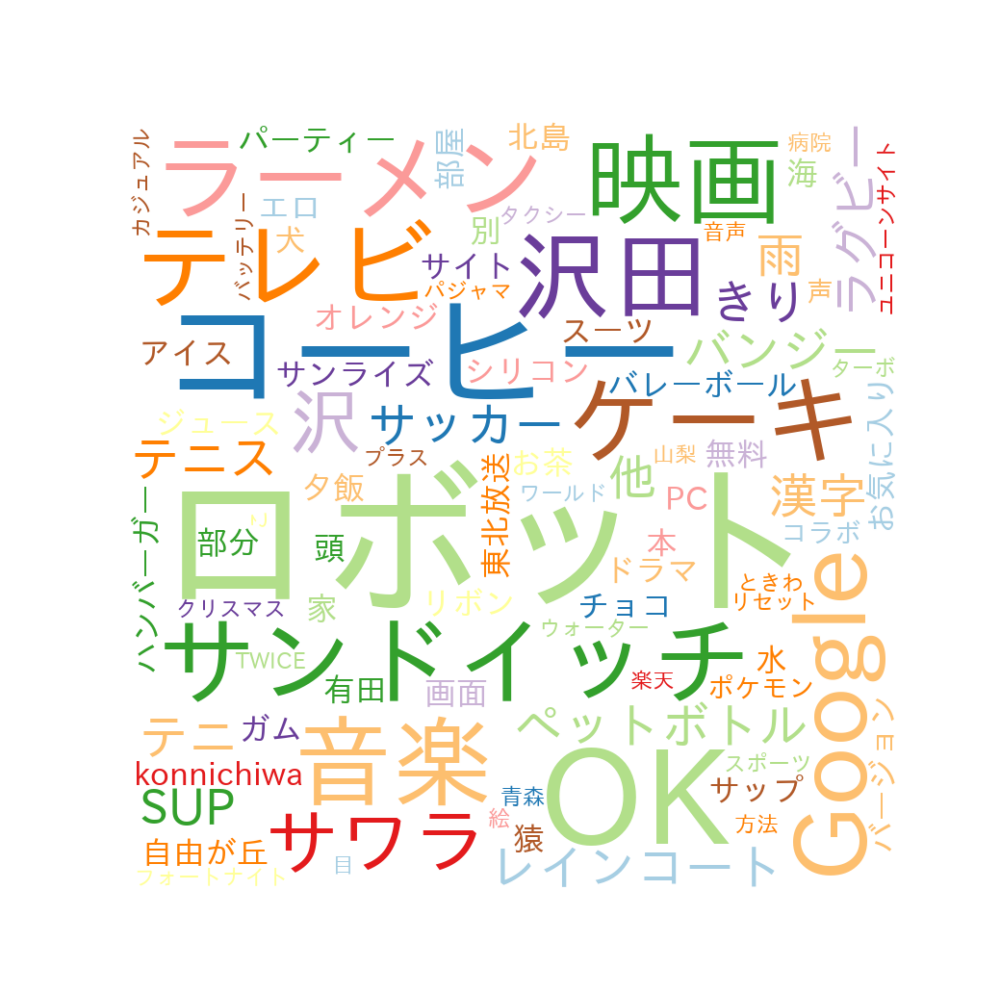 カジュアル
パーティー
部屋
北島
映画
病院
海
ラグビー
ユニコーンサイト
ラーメン
エロ
バッテリー
犬
タクシー
別
音声
雨
テレビ
サイト
パジャマ
沢田
きり
声
オレンジ
スーツ
コーヒー
バンジー
アイス
サンライズ
シリコン
バレーボール
ターボ
沢
サッカー
ケーキ
お気に入り
ジュース
テニス
プラス
お茶
山梨
無料
夕飯
東北放送
ワールド
他
PC
漢字
ハンバーガー
ロボット
部分
り
頭
本
コラボ
ドラマ
ときわ
リセット
クリスマス
家
リボン
チョコ
Google
サンドイッチ
ウォーター
TWICE
有田
画面
楽天
水
ポケモン
テニ
ガム
音楽
ペットボトル
バージョン
konnichiwa
SUP
OK
スポーツ
サップ
青森
絵
猿
方法
自由が丘
サワラ
レインコート
フォートナイト
目